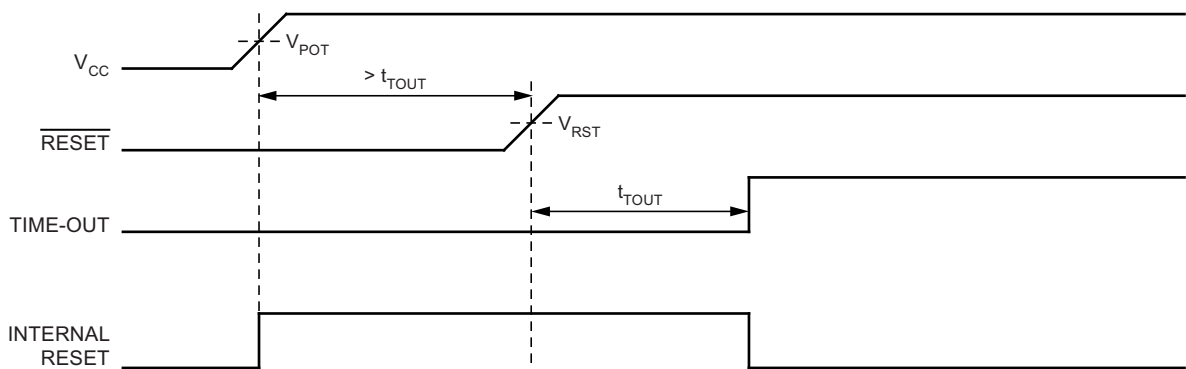 V_CC
V_POT
> t_TOUT
RESET
V_RST
t_TOUT
TIME-OUT
INTERNAL
RESET